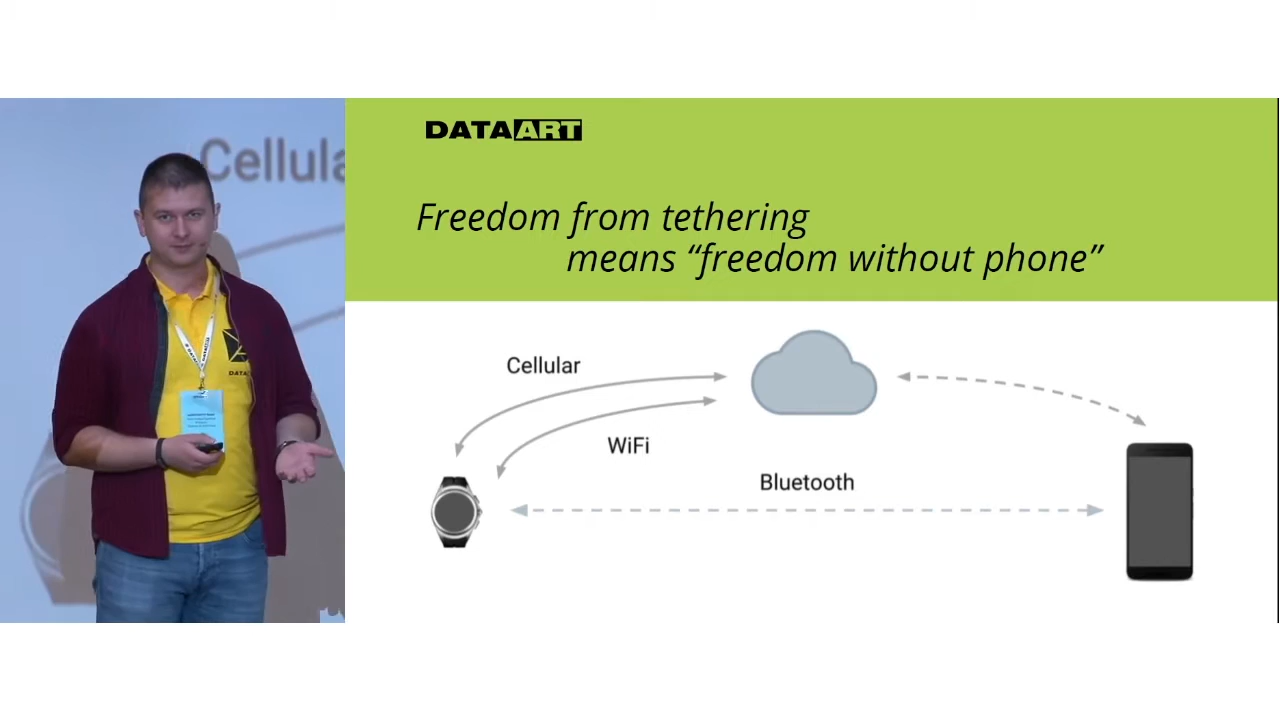 Cellula
DATAART
Freedom from tethering
means “freedom without phone”
Cellular
WiFi
Bluetooth